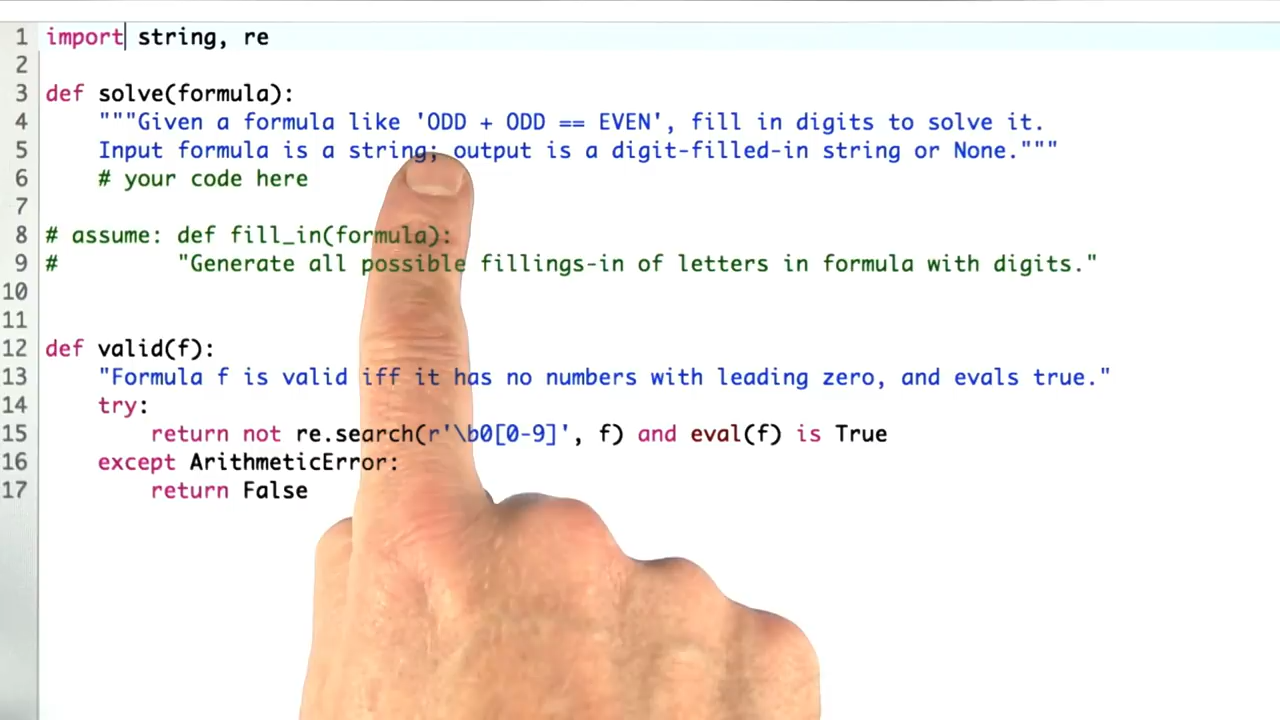 1 import string, re
2
3 def solve(formula):
4     """Given a formula like 'ODD + ODD == EVEN', fill in digits to solve it.
5     Input formula is a string; output is a digit-filled-in string or None."""
6     # your code here
7
8 # assume: def fill_in(formula):
9 #         "Generate all possible fillings-in of letters in formula with digits."
10
11
12 def valid(f):
13     "Formula f is valid iff it has no numbers with leading zero, and evals true."
14     try:
15         return not re.search(r'\b0[0-9]', f) and eval(f) is True
16     except ArithmeticError:
17         return False